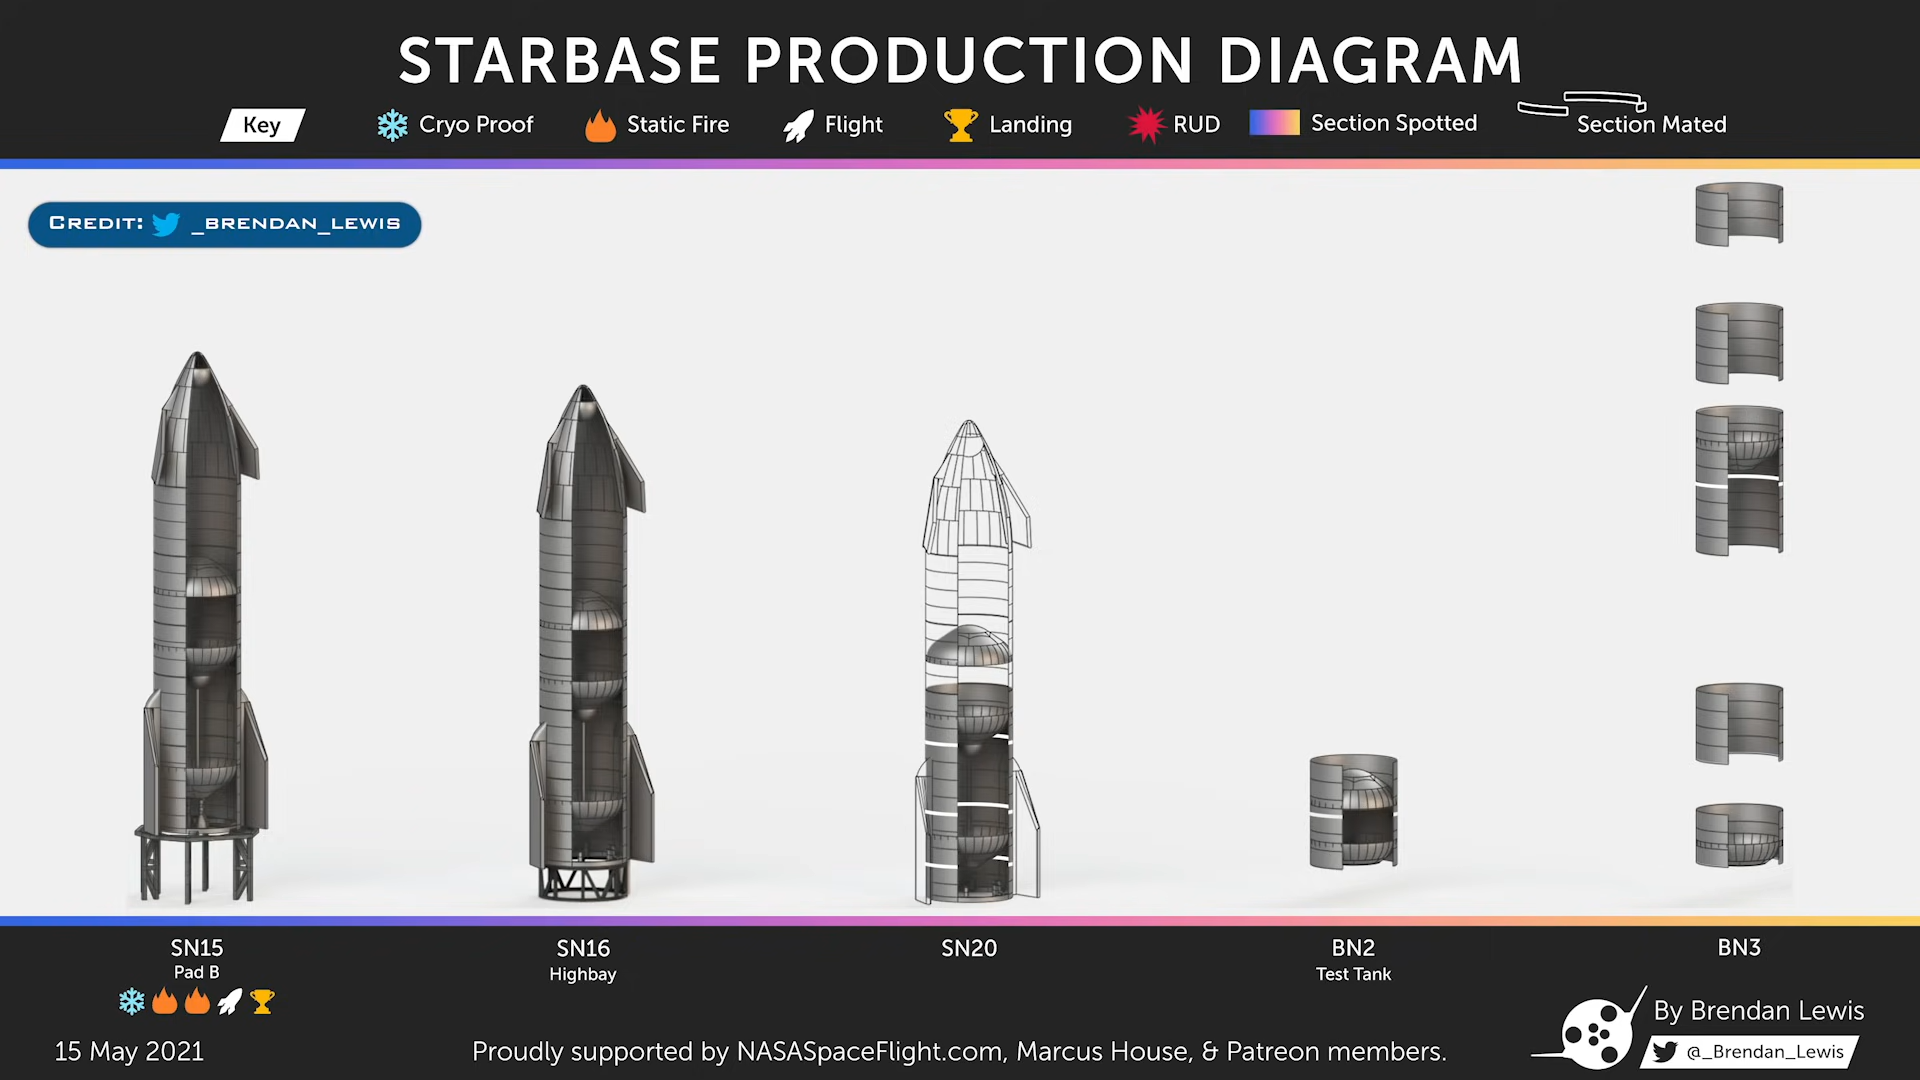 STARBASE PRODUCTION DIAGRAM
Key
Cryo Proof
Static Fire
Flight
Landing
RUD
Section Spotted
Section Mated
CREDIT: _BRENDAN_LEWIS
SN15
Pad B
SN16
Highbay
SN20
BN2
Test Tank
BN3
15 May 2021
Proudly supported by NASASpaceFlight.com, Marcus House, & Patreon members.
By Brendan Lewis
@_Brendan_Lewis